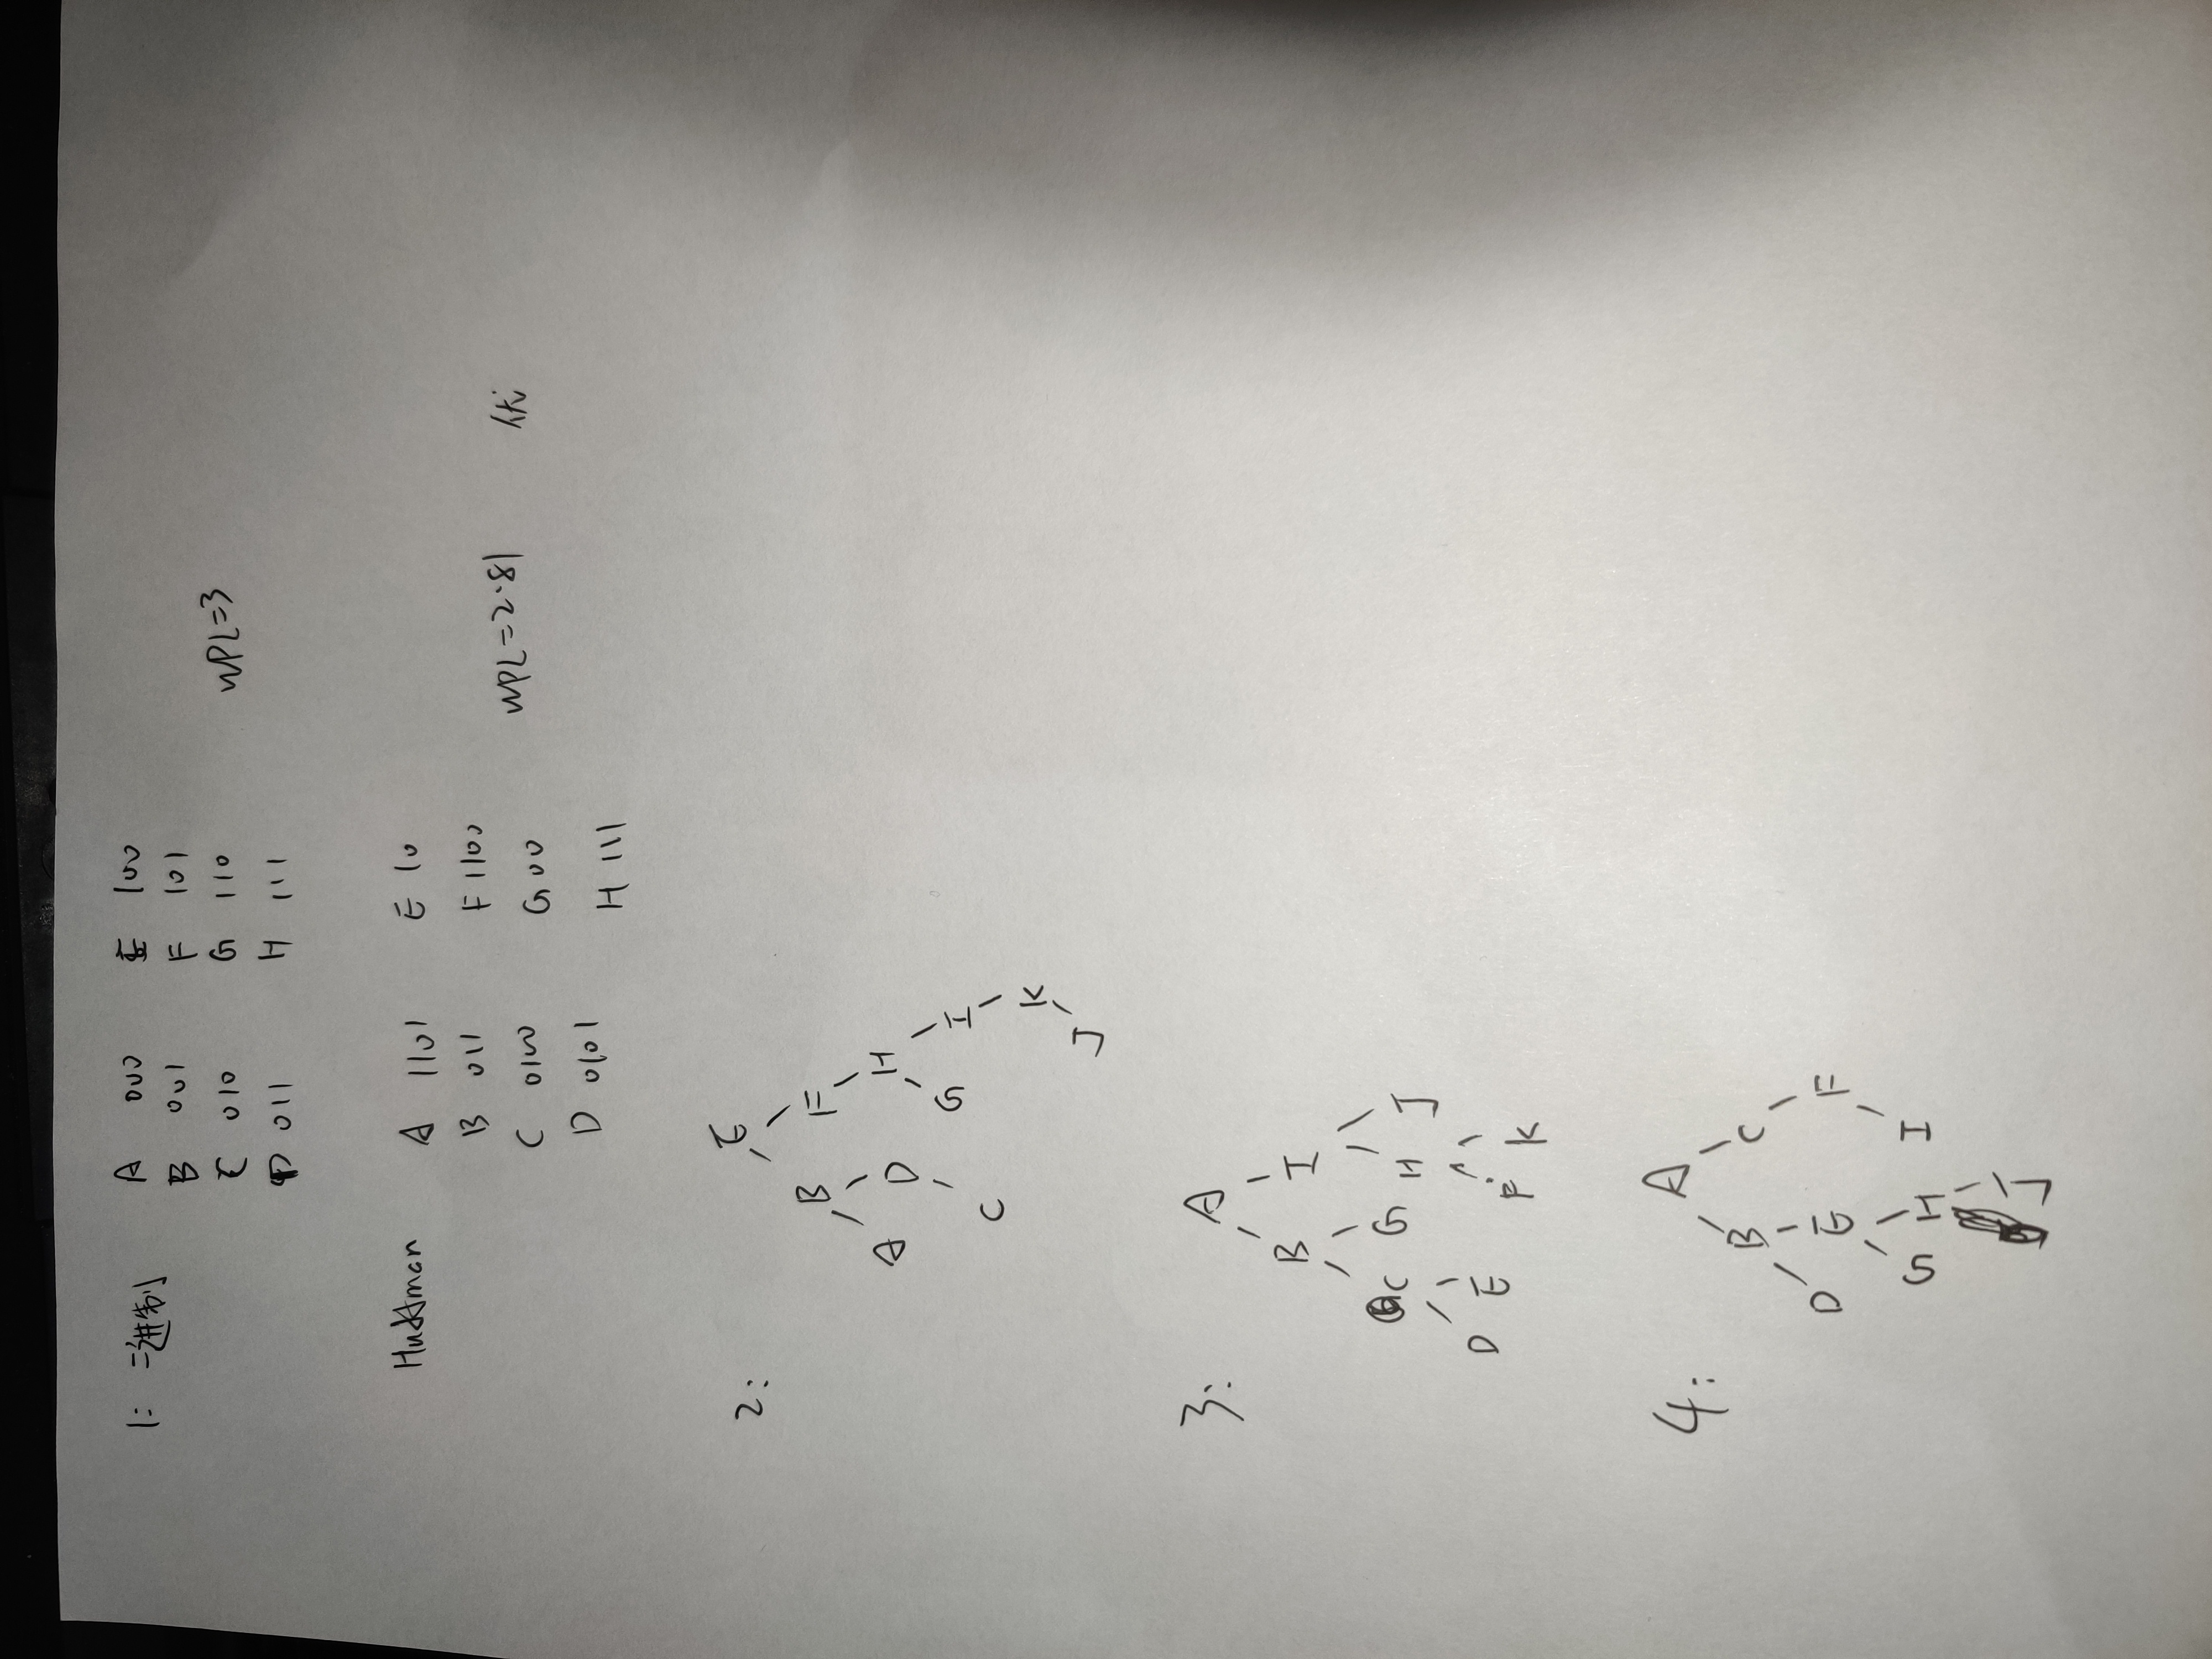 1: 二进制 A 000 E 100
B 001 F 101
C 010 G 110 WPL=3
D 011 H 111
Huffman A 1101 E 10
B 011 F 1100
C 0100 G 00 WPL=2.81 优
D 0101 H 111
2: E
B F
A D H
C G I
K
J
3: A
B I
C G H J
D E F K
4: A
B C
D E F
G H I
J